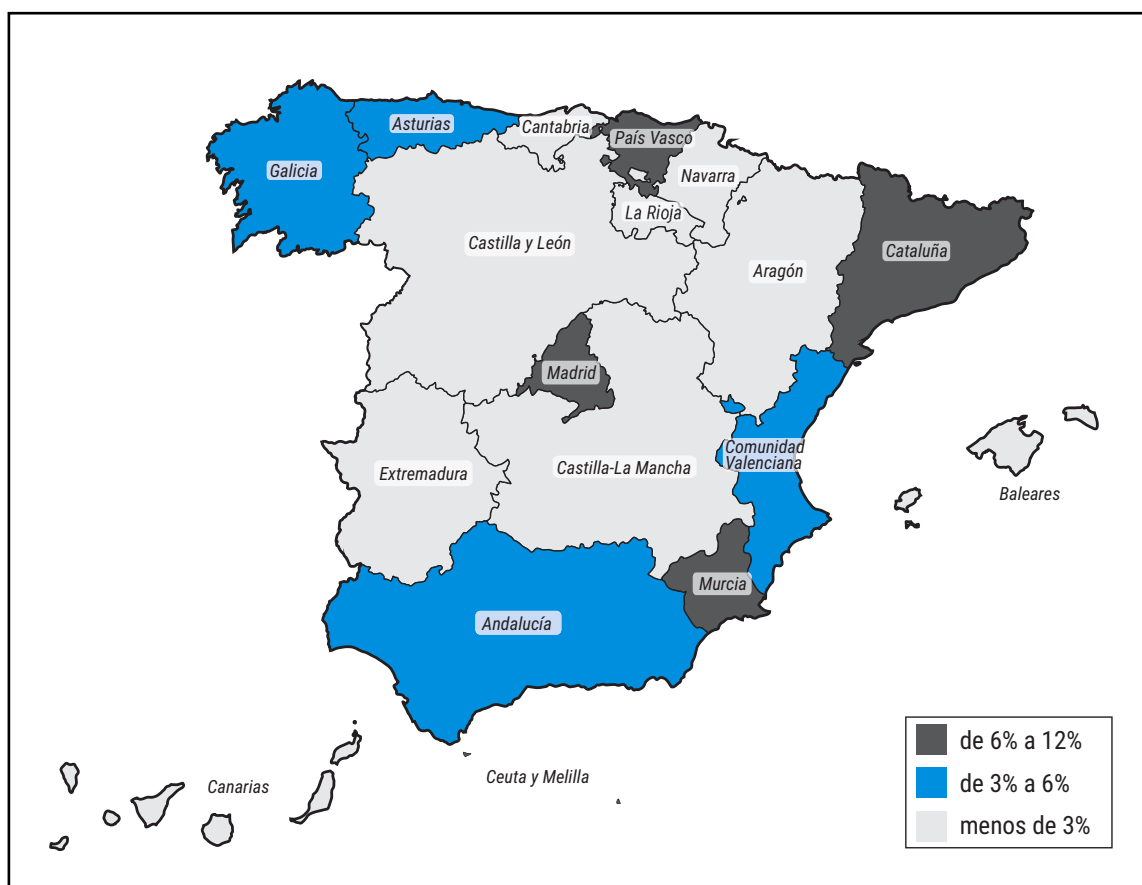 Asturias
Cantabria
País Vasco
Galicia
Navarra
La Rioja
Castilla y León
Cataluña
Aragón
Madrid
Comunidad
Valenciana
Extremadura
Castilla-La Mancha
Baleares
Murcia
Andalucía
de 6% a 12%
Ceuta y Melilla
Canarias
de 3% a 6%
menos de 3%